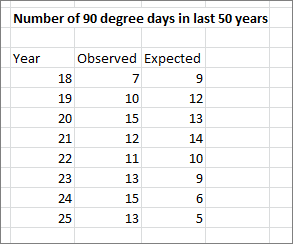 Number of 90 degree days in last 50 years
Year Observed Expected
18 7 9
19 10 12
20 15 13
21 12 14
22 11 10
23 13 9
24 15 6
25 13 5